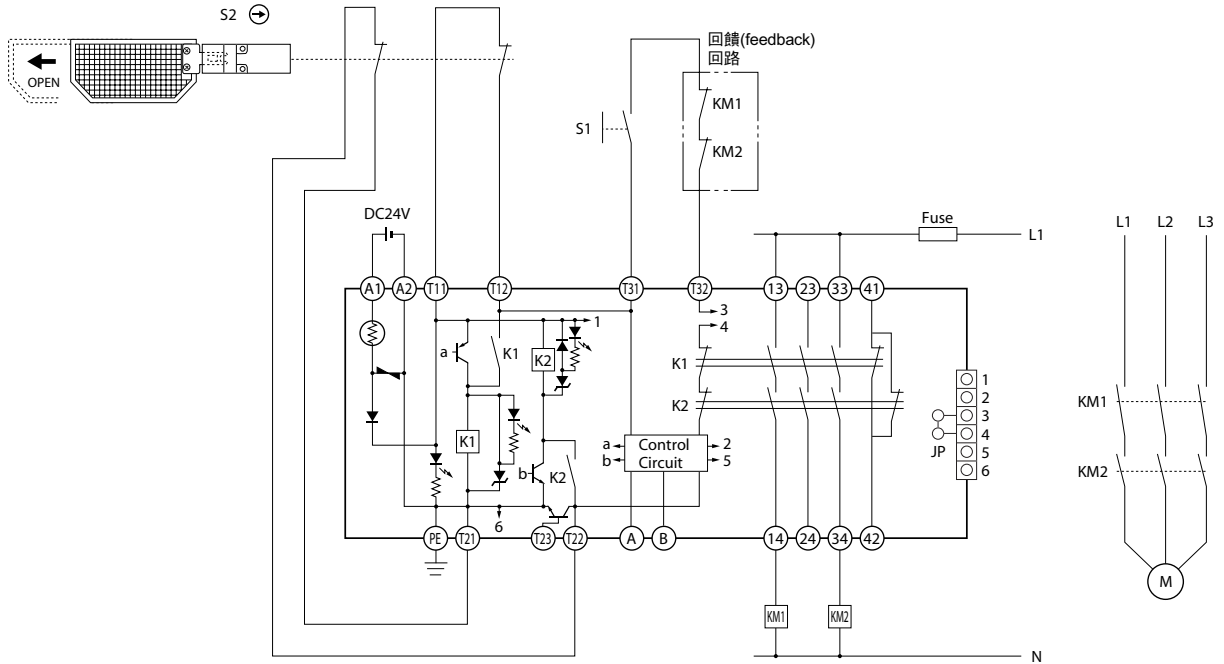 S2
OPEN
回饋(feedback)
回路
KM1
KM2
S1
DC24V
Fuse
L1
L1 L2 L3
A1 A2 T11 T12 T31 T32 13 23 33 41
1
3
4
a
K1
K2
K1
K2
K1
b
K2
a
b
Control
Circuit
2
5
6
1
2
3
4
5
6
JP
KM1
KM2
PE T21 T23 T22 A B 14 24 34 42
M
KM1 KM2
N